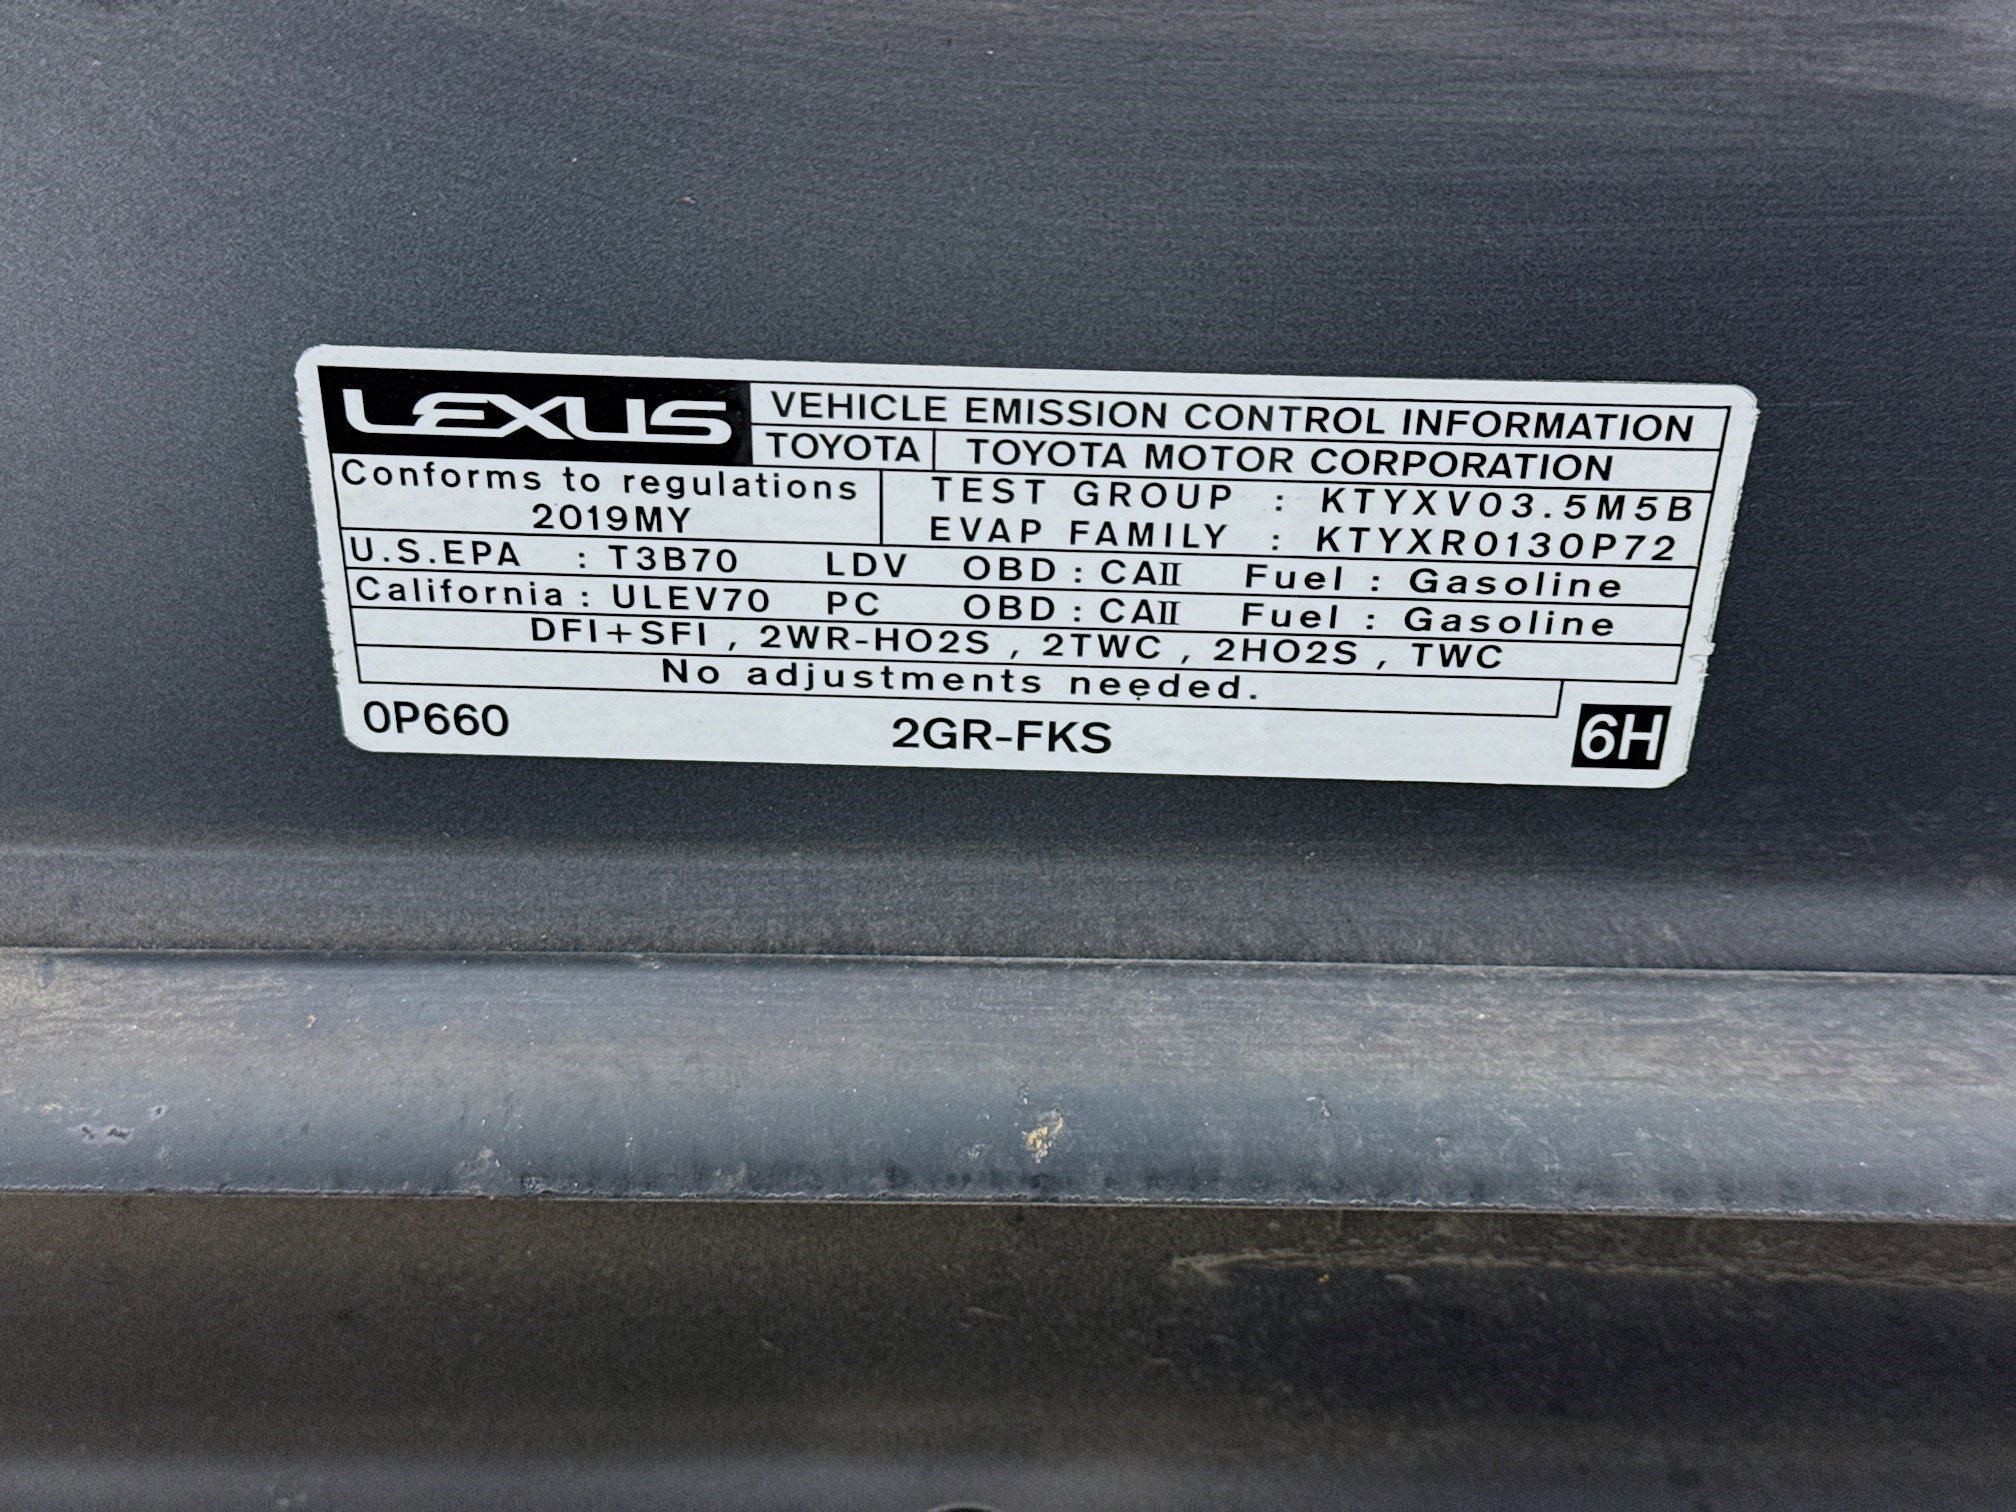 LEXUS
VEHICLE EMISSION CONTROL INFORMATION
TOYOTA TOYOTA MOTOR CORPORATION
Conforms to regulations
2019MY
TEST GROUP : KTYXV03.5M5B
EVAP FAMILY : KTYXR0130P72
U.S.EPA : T3B70 LDV OBD : CAII Fuel : Gasoline
California : ULEV70 PC OBD : CAII Fuel : Gasoline
DFI+SFI , 2WR-HO2S , 2TWC , 2HO2S , TWC
No adjustments needed.
0P660 2GR-FKS 6H